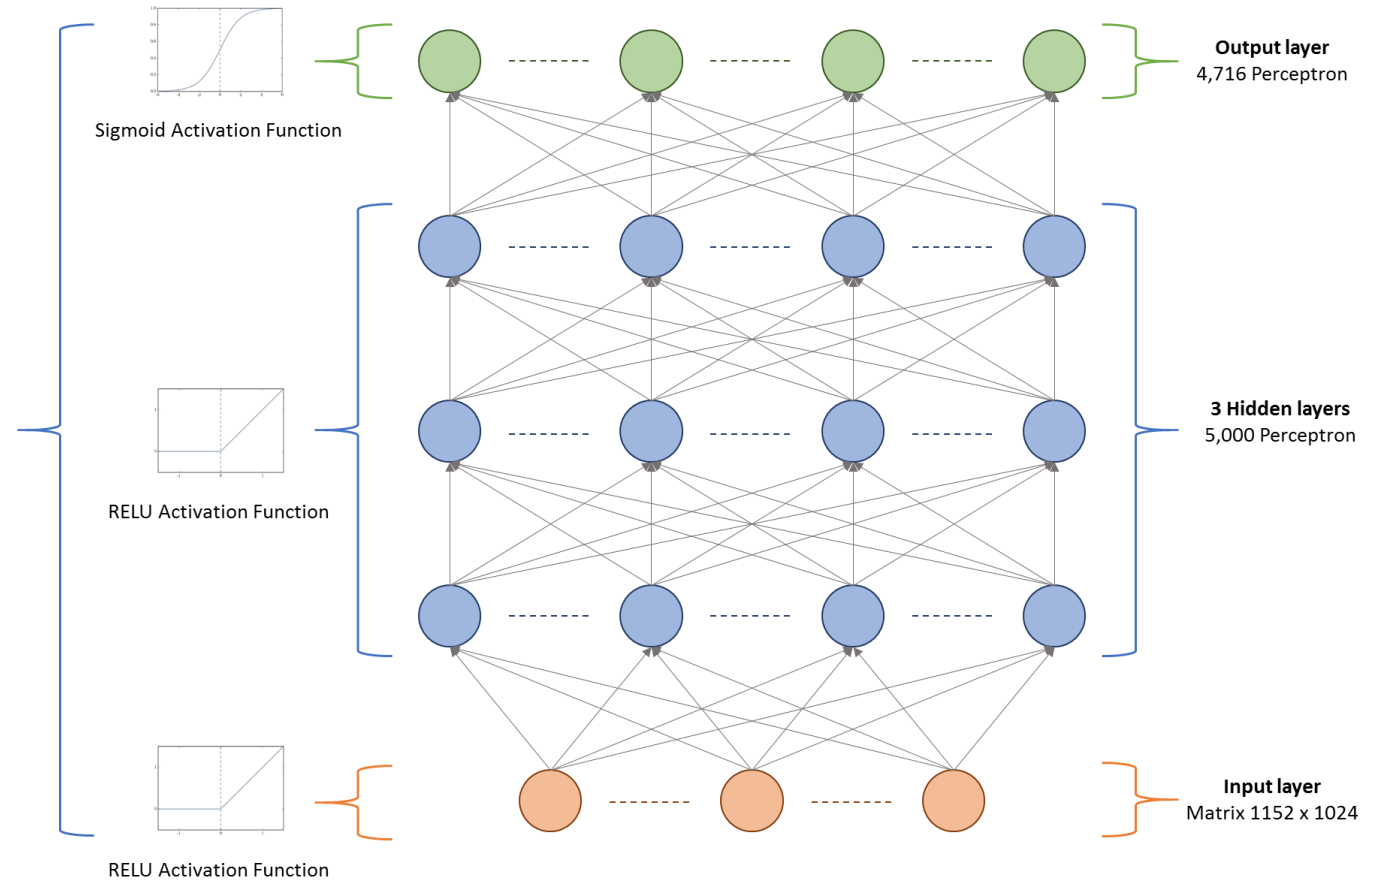 Sigmoid Activation Function
Output layer
4,716 Perceptron
3 Hidden layers
5,000 Perceptron
RELU Activation Function
Input layer
Matrix 1152 x 1024
RELU Activation Function